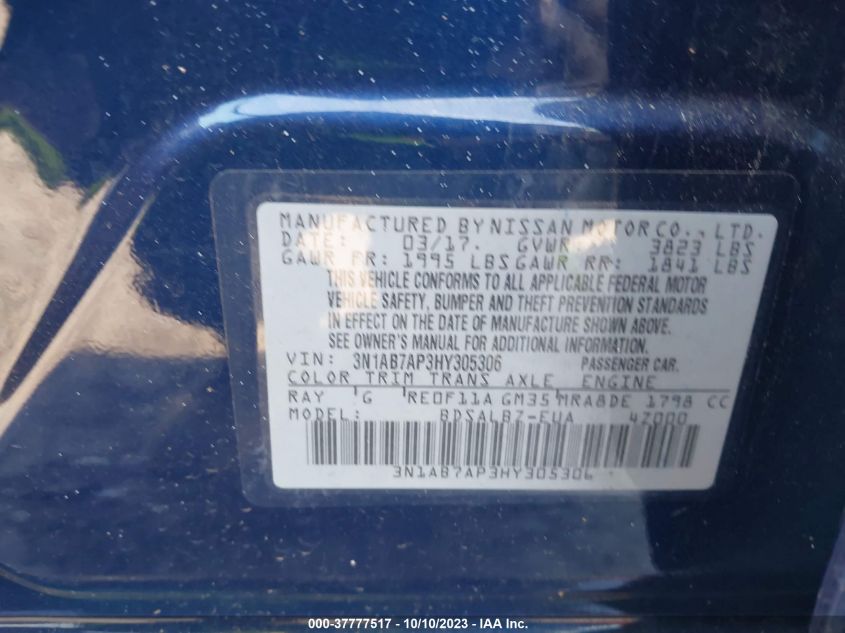 MANUFACTURED BY NISSAN MOTOR CO., LTD.
DATE: 03/17. GVWR 3823 LBS
GAWR FR: 1995 LBS GAWR RR: 1841 LBS
THIS VEHICLE CONFORMS TO ALL APPLICABLE FEDERAL MOTOR
VEHICLE SAFETY, BUMPER AND THEFT PREVENTION STANDARDS
IN EFFECT ON THE DATE OF MANUFACTURE SHOWN ABOVE.
SEE OWNER'S MANUAL FOR ADDITIONAL INFORMATION.
VIN: 3N1AB7AP3HY305306 PASSENGER CAR.
COLOR TRIM TRANS AXLE ENGINE
RAY G RE0F11A GM35 MRA8DE 1798 CC
MODEL: BDSALBZ-EUA 4Z000
3N1AB7AP3HY305306
000-37777517 - 10/10/2023 - IAA Inc.